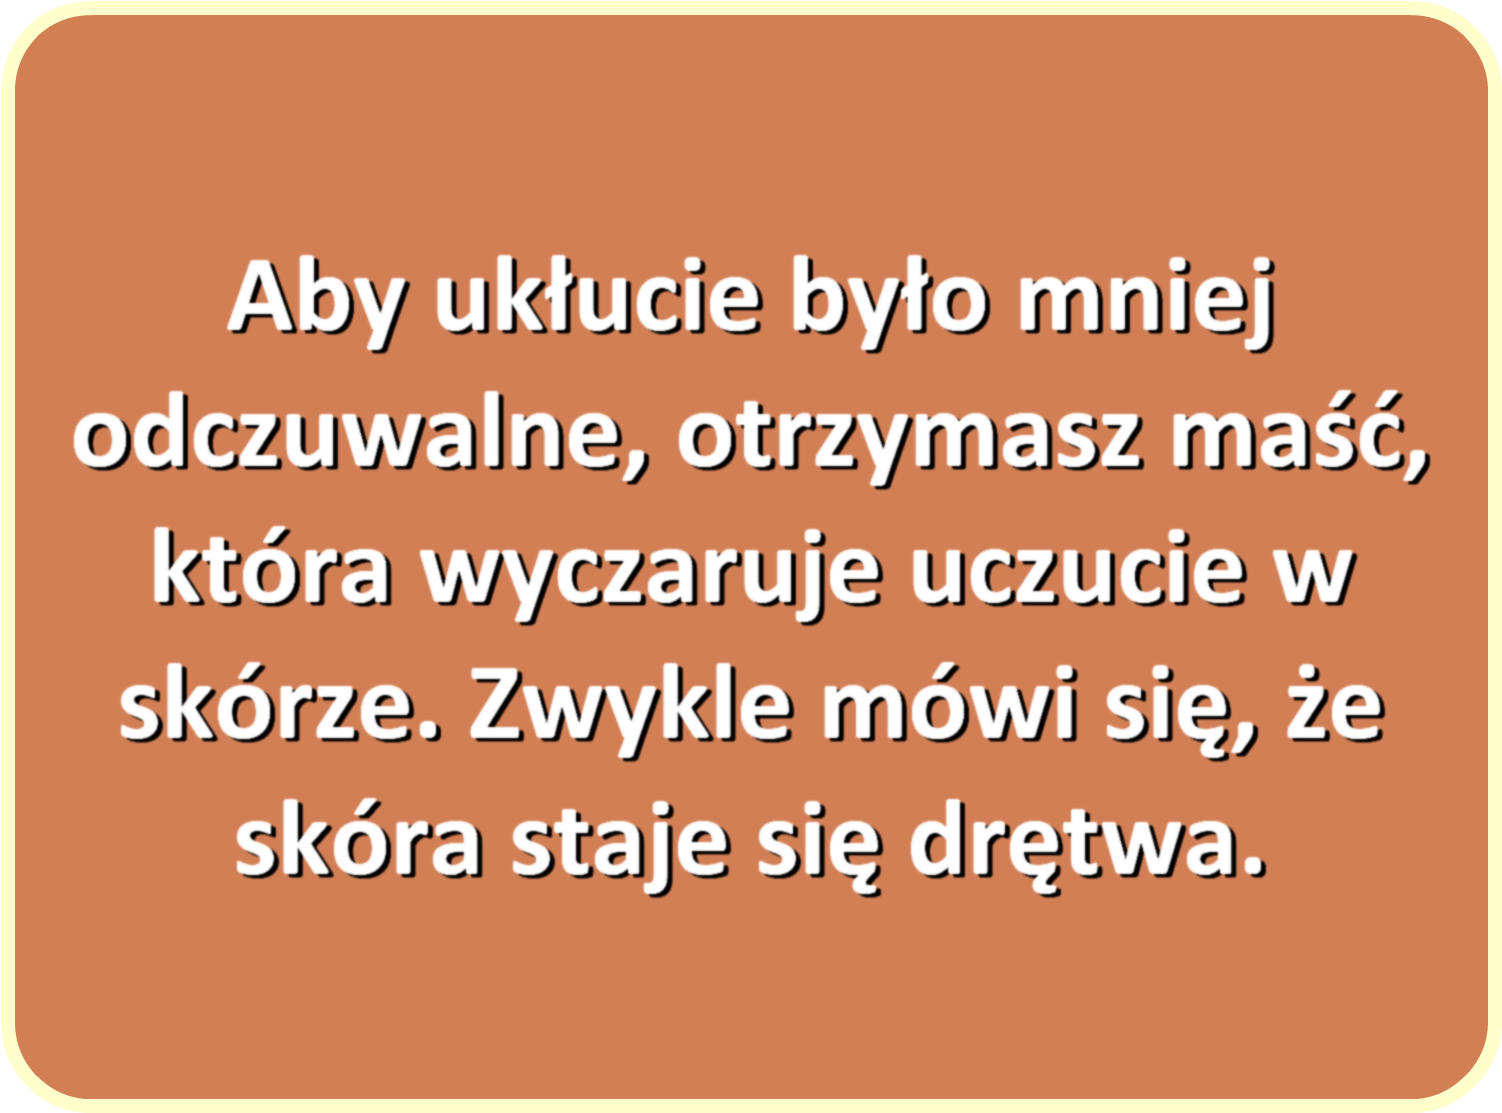 Aby ukłucie było mniej
odczuwalne, otrzymasz maść,
która wyczaruje uczucie w
skórze. Zwykle mówi się, że
skóra staje się drętwa.